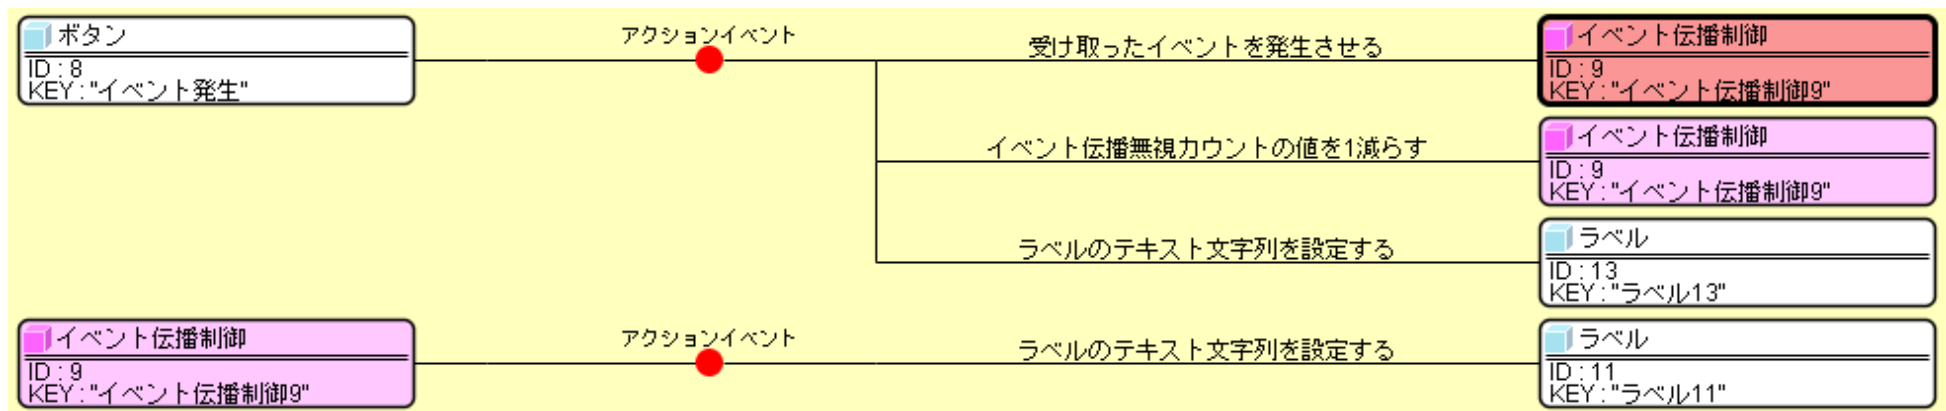 ボタン
ID : 8
KEY : "イベント発生"
アクションイベント
受け取ったイベントを発生させる
イベント伝播制御
ID : 9
KEY : "イベント伝播制御9"
イベント伝播無視カウントの値を1減らす
イベント伝播制御
ID : 9
KEY : "イベント伝播制御9"
ラベルのテキスト文字列を設定する
ラベル
ID : 13
KEY : "ラベル13"
イベント伝播制御
ID : 9
KEY : "イベント伝播制御9"
アクションイベント
ラベルのテキスト文字列を設定する
ラベル
ID : 11
KEY : "ラベル11"